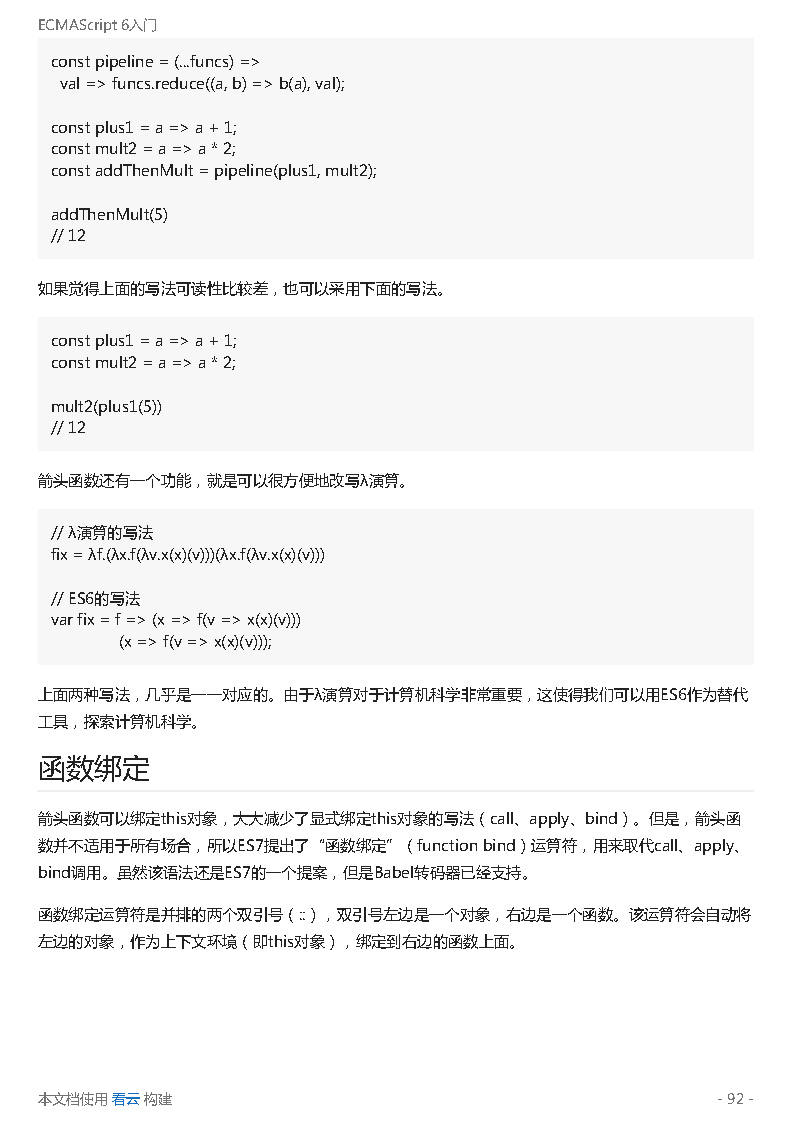 ECMAScript 6入门
const pipeline = (...funcs) =>
  val => funcs.reduce((a, b) => b(a), val);
const plus1 = a => a + 1;
const mult2 = a => a * 2;
const addThenMult = pipeline(plus1, mult2);
addThenMult(5)
// 12
如果觉得上面的写法可读性比较差，也可以采用下面的写法。
const plus1 = a => a + 1;
const mult2 = a => a * 2;
mult2(plus1(5))
// 12
箭头函数还有一个功能，就是可以很方便地改写λ演算。
// λ演算的写法
fix = λf.(λx.f(λv.x(x)(v)))(λx.f(λv.x(x)(v)))
// ES6的写法
var fix = f => (x => f(v => x(x)(v)))
               (x => f(v => x(x)(v)));
上面两种写法，几乎是一一对应的。由于λ演算对于计算机科学非常重要，这使得我们可以用ES6作为替代
工具，探索计算机科学。
函数绑定
箭头函数可以绑定this对象，大大减少了显式绑定this对象的写法（call、apply、bind）。但是，箭头函
数并不适用于所有场合，所以ES7提出了“函数绑定”（function bind）运算符，用来取代call、apply、
bind调用。虽然该语法还是ES7的一个提案，但是Babel转码器已经支持。
函数绑定运算符是并排的两个双引号（::），双引号左边是一个对象，右边是一个函数。该运算符会自动将
左边的对象，作为上下文环境（即this对象），绑定到右边的函数上面。
本文档使用 看云 构建
- 92 -